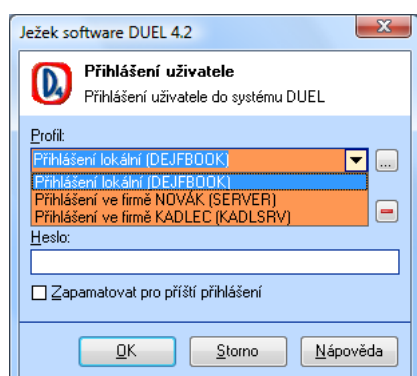 Ježek software DUEL 4.2
Přihlášení uživatele
Přihlášení uživatele do systému DUEL
Profil:
Přihlášení lokální (DEJFBOOK)
...
Přihlášení lokální (DEJFBOOK)
Přihlášení ve firmě NOVÁK (SERVER)
Přihlášení ve firmě KADLEC (KADLSRV)
Heslo:
Zapamatovat pro příští přihlášení
OK Storno Nápověda